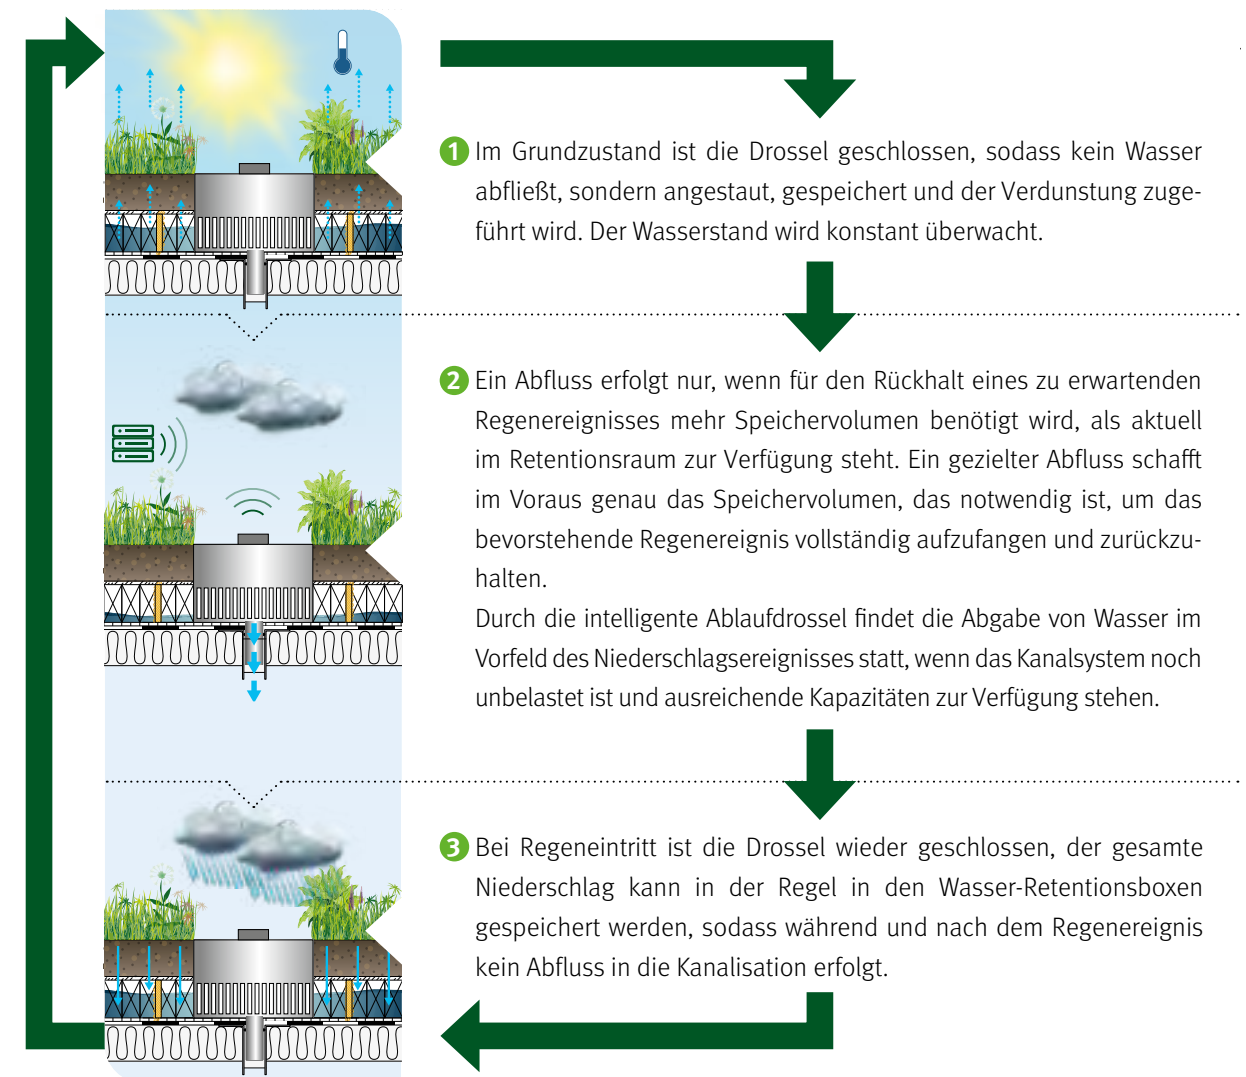 1 Im Grundzustand ist die Drossel geschlossen, sodass kein Wasser
abfließt, sondern angestaut, gespeichert und der Verdunstung zuge-
führt wird. Der Wasserstand wird konstant überwacht.
2 Ein Abfluss erfolgt nur, wenn für den Rückhalt eines zu erwartenden
Regenereignisses mehr Speichervolumen benötigt wird, als aktuell
im Retentionsraum zur Verfügung steht. Ein gezielter Abfluss schafft
im Voraus genau das Speichervolumen, das notwendig ist, um das
bevorstehende Regenereignis vollständig aufzufangen und zurückzu-
halten.
Durch die intelligente Ablaufdrossel findet die Abgabe von Wasser im
Vorfeld des Niederschlagsereignisses statt, wenn das Kanalsystem noch
unbelastet ist und ausreichende Kapazitäten zur Verfügung stehen.
3 Bei Regeneintritt ist die Drossel wieder geschlossen, der gesamte
Niederschlag kann in der Regel in den Wasser-Retentionsboxen
gespeichert werden, sodass während und nach dem Regenereignis
kein Abfluss in die Kanalisation erfolgt.